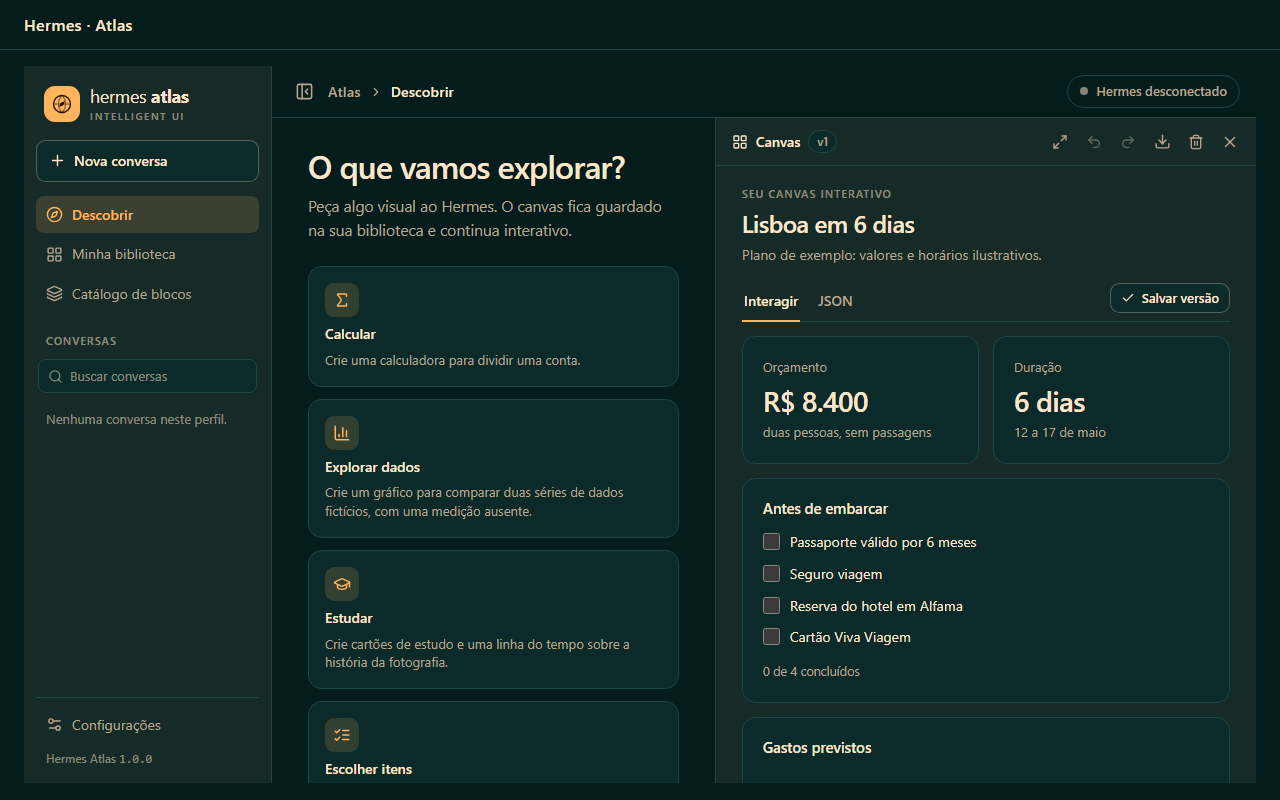 Hermes · Atlas
hermes atlas
INTELLIGENT UI
Nova conversa
Descobrir
Minha biblioteca
Catálogo de blocos
CONVERSAS
Buscar conversas
Nenhuma conversa neste perfil.
Configurações
Hermes Atlas 1.0.0
Atlas > Descobrir
Hermes desconectado
O que vamos explorar?
Peça algo visual ao Hermes. O canvas fica guardado
na sua biblioteca e continua interativo.
Calcular
Crie uma calculadora para dividir uma conta.
Explorar dados
Crie um gráfico para comparar duas séries de dados
fictícios, com uma medição ausente.
Estudar
Crie cartões de estudo e uma linha do tempo sobre a
história da fotografia.
Escolher itens
Canvas v1
SEU CANVAS INTERATIVO
Lisboa em 6 dias
Plano de exemplo: valores e horários ilustrativos.
Interagir JSON
Salvar versão
Orçamento
R$ 8.400
duas pessoas, sem passagens
Duração
6 dias
12 a 17 de maio
Antes de embarcar
Passaporte válido por 6 meses
Seguro viagem
Reserva do hotel em Alfama
Cartão Viva Viagem
0 de 4 concluídos
Gastos previstos